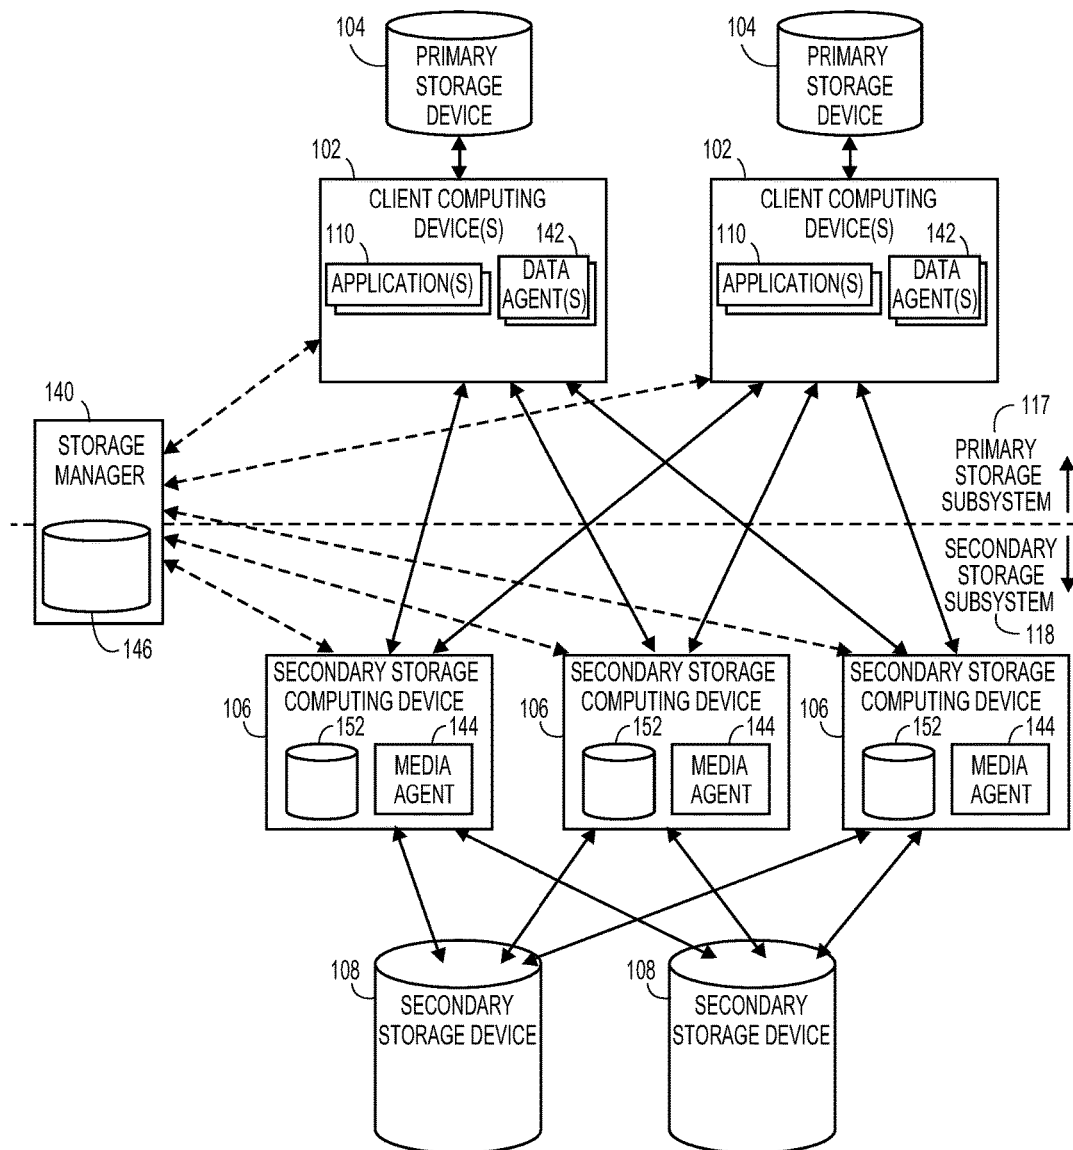 104
PRIMARY
STORAGE
DEVICE
104
PRIMARY
STORAGE
DEVICE
102
CLIENT COMPUTING
DEVICE(S)
110
142
APPLICATION(S)
DATA
AGENT(S)
102
CLIENT COMPUTING
DEVICE(S)
110
142
APPLICATION(S)
DATA
AGENT(S)
140
STORAGE
MANAGER
146
117
PRIMARY
STORAGE
SUBSYSTEM
SECONDARY
STORAGE
SUBSYSTEM
118
SECONDARY STORAGE
COMPUTING DEVICE
106
152
144
MEDIA
AGENT
SECONDARY STORAGE
COMPUTING DEVICE
106
152
144
MEDIA
AGENT
SECONDARY STORAGE
COMPUTING DEVICE
106
152
144
MEDIA
AGENT
108
SECONDARY
STORAGE DEVICE
108
SECONDARY
STORAGE DEVICE